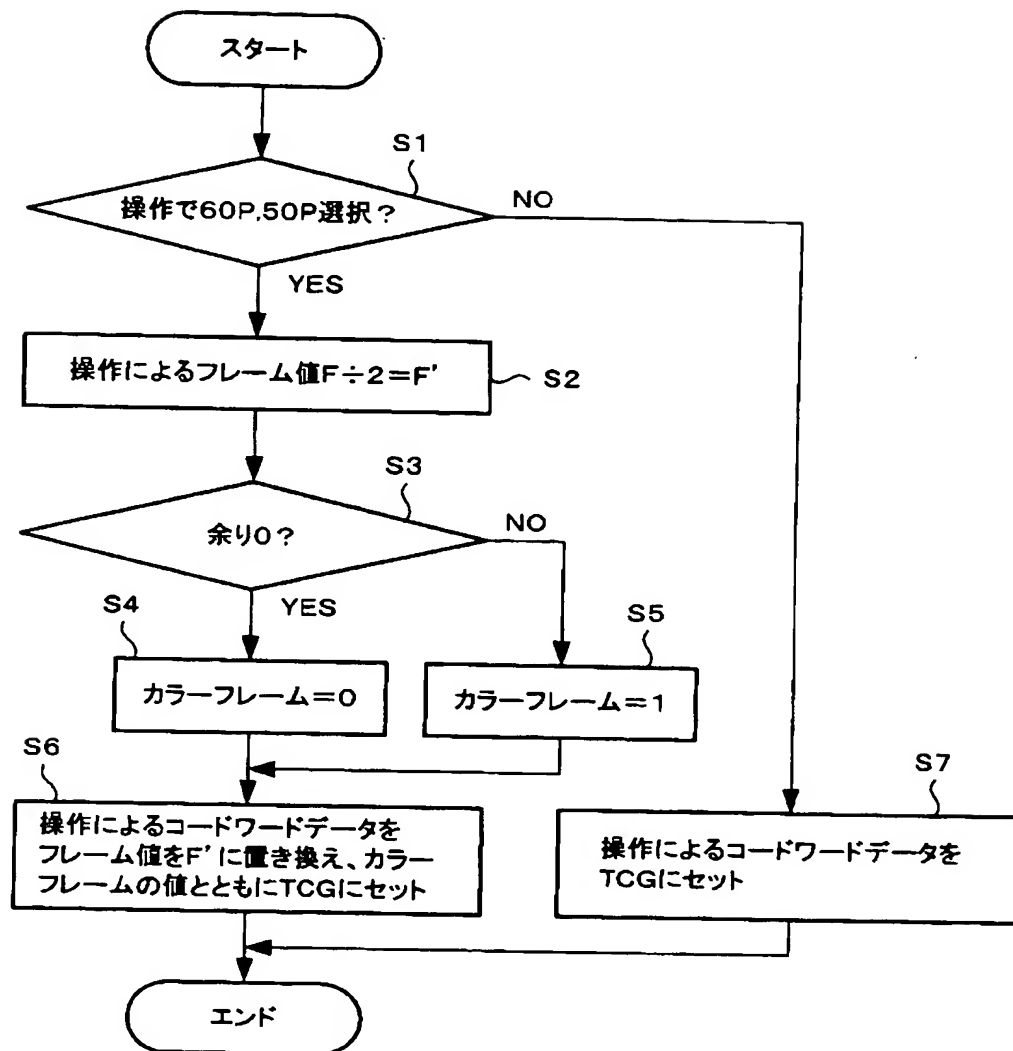 スタート
S1
操作で60P,50P選択？
NO
YES
操作によるフレーム値F÷2＝F'
S2
S3
余り0？
NO
YES
S4
カラーフレーム＝0
S5
カラーフレーム＝1
S6
操作によるコードワードデータを
フレーム値をF'に置き換え、カラー
フレームの値とともにTCGにセット
S7
操作によるコードワードデータを
TCGにセット
エンド